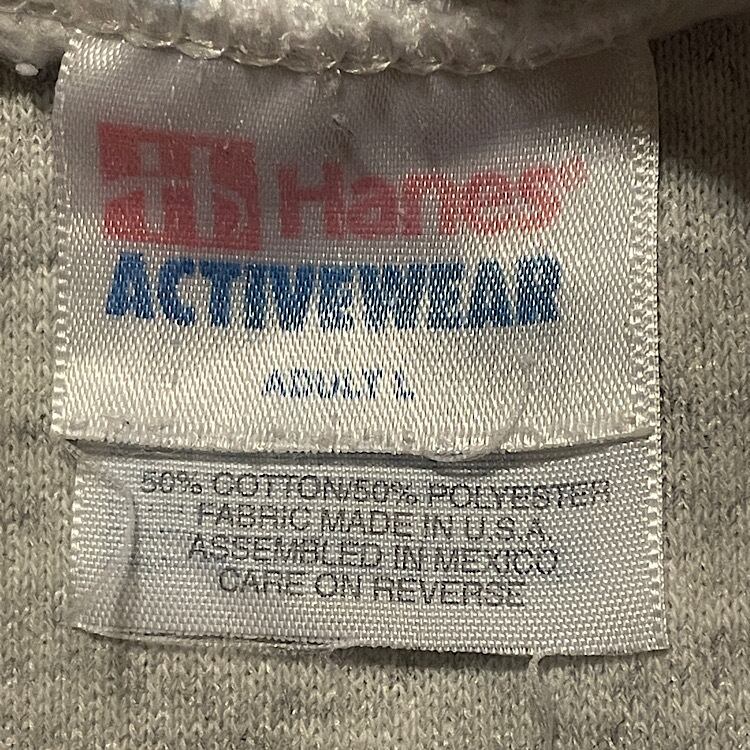 Hanes
ACTIVEWEAR
ADULT L
50% COTTON/50% POLYESTER
FABRIC MADE IN U.S.A.
ASSEMBLED IN MEXICO
CARE ON REVERSE